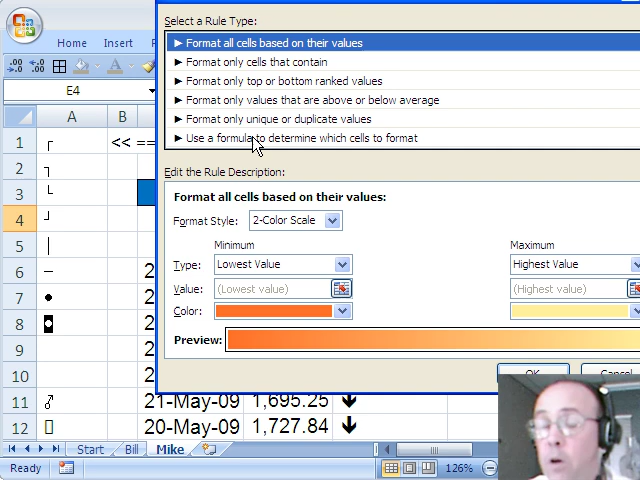 Select a Rule Type:
► Format all cells based on their values
Home Insert
► Format only cells that contain
► Format only top or bottom ranked values
E4
► Format only values that are above or below average
A B
► Format only unique or duplicate values
1 ┌ << ==
► Use a formula to determine which cells to format
2 ┐
Edit the Rule Description:
3 └
Format all cells based on their values:
4 ┘
Format Style: 2-Color Scale
5 │
Minimum Maximum
Type: Lowest Value Highest Value
6 ─ 2
Value: (Lowest value) (Highest value)
7 ● 2
Color:
8 ◘ 2
Preview:
9 2
10 2
OK Cancel
11 ♂ 21-May-09 1,695.25 🡻
12 ▯ 20-May-09 1,727.84 🡻
Start Bill Mike
Ready 126%